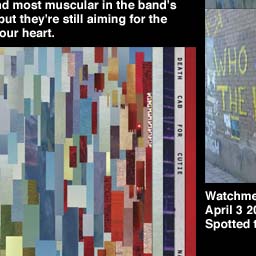 nd most muscular in the band's
but they're still aiming for the
our heart.
DEATH CAB FOR CUTIE
WHO
THE
Watchme
April 3 20
Spotted t